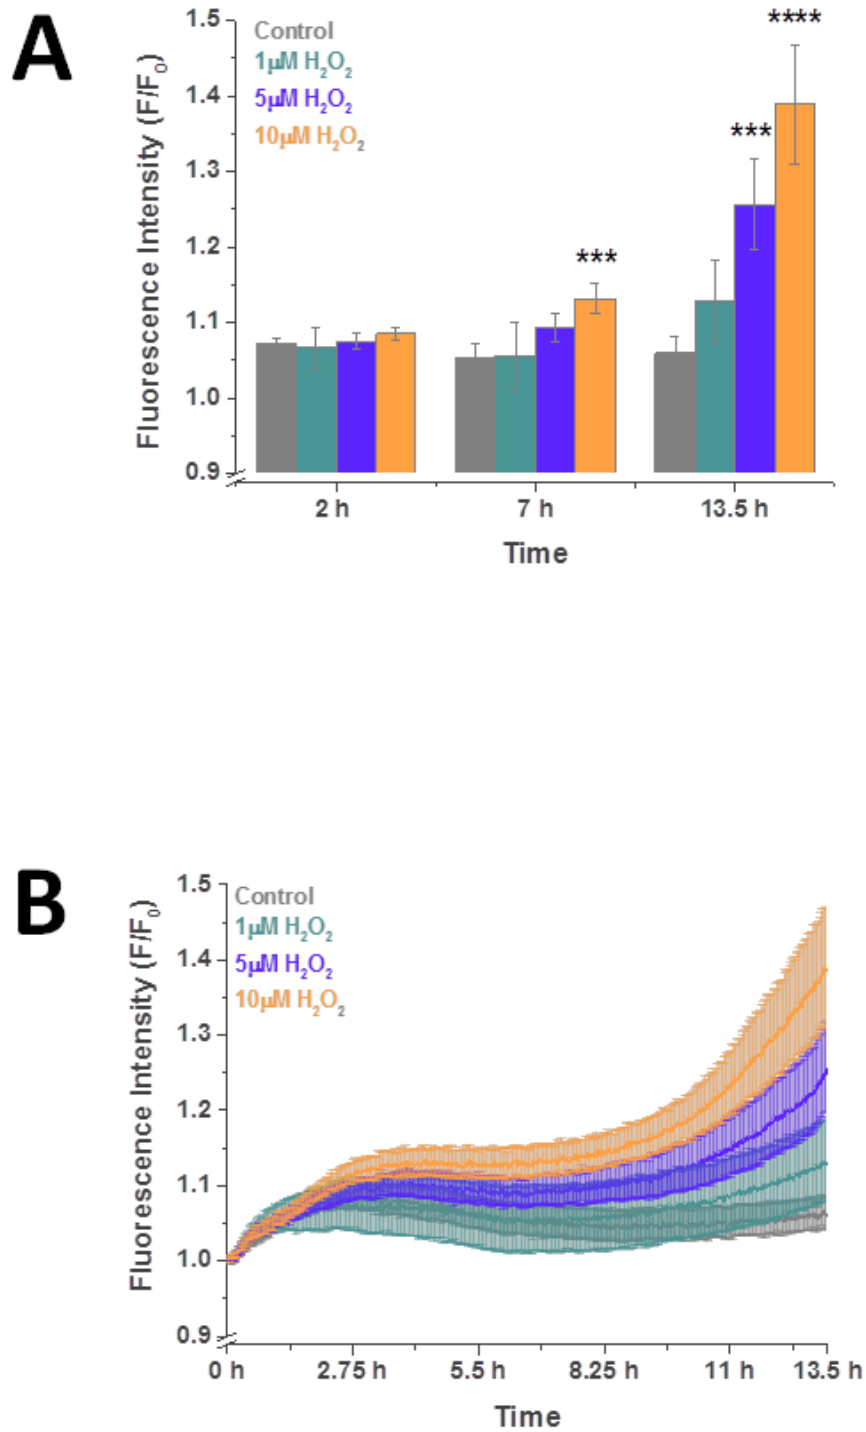 A
Fluorescence Intensity (F/F₀)
1.5
1.4
1.3
1.2
1.1
1.0
0.9
Control
1µM H₂O₂
5µM H₂O₂
10µM H₂O₂
***
***
****
2 h 7 h 13.5 h
Time
B
Fluorescence Intensity (F/F₀)
1.5
1.4
1.3
1.2
1.1
1.0
0.9
Control
1µM H₂O₂
5µM H₂O₂
10µM H₂O₂
0 h 2.75 h 5.5 h 8.25 h 11 h 13.5 h
Time